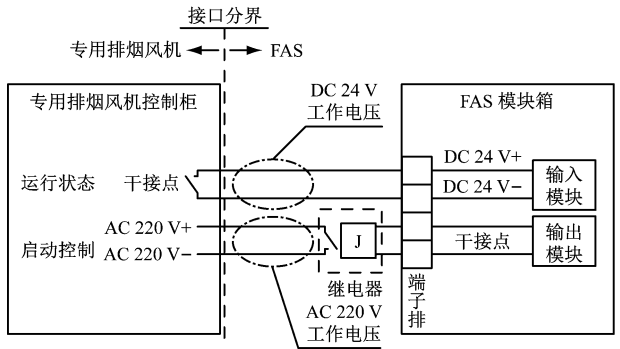 接口分界
专用排烟风机 FAS
DC 24 V
工作电压
专用排烟风机控制柜
FAS 模块箱
运行状态 干接点
DC 24 V+
DC 24 V−
输入
模块
AC 220 V+
启动控制
AC 220 V−
J
干接点
输出
模块
继电器
AC 220 V
工作电压
端
子
排